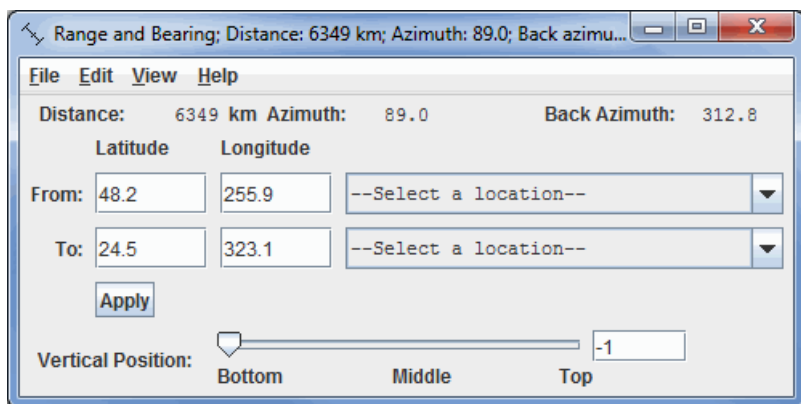 Range and Bearing; Distance: 6349 km; Azimuth: 89.0; Back azimu...
File Edit View Help
Distance: 6349 km Azimuth: 89.0 Back Azimuth: 312.8
Latitude Longitude
From: 48.2 255.9 --Select a location--
To: 24.5 323.1 --Select a location--
Apply
Vertical Position: -1
Bottom Middle Top